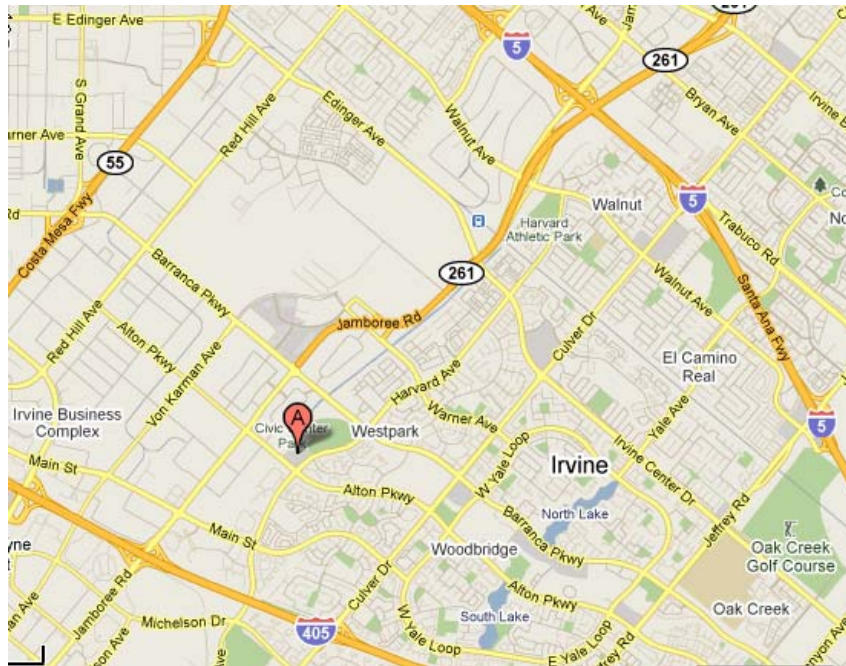 E Edinger Ave
S Grand Ave
Red Hill Ave
5
261
Bryan Ave
Irvine B
Edinger Ave
Walnut Ave
arner Ave
55
Costa Mesa Fwy
Rd
Walnut
5
Trabuco Rd
Co
No
Harvard
Athletic Park
Barranca Pkwy
261
Walnut Ave
Santa Ana Fwy
Red Hill Ave
Alton Pkwy
Von Karman Ave
Jamboree Rd
Culver Dr
El Camino
Real
Harvard Ave
Warner Ave
Yale Ave
Irvine Business
Complex
A
Westpark
5
Main St
W Yale Loop
Irvine
Irvine Center Dr
Alton Pkwy
Jeffrey Rd
North Lake
Barranca Pkwy
Main St
Woodbridge
Oak Creek
Golf Course
yne
Culver Dr
Alton Pkwy
Jamboree Rd
Michelson Dr
405
South Lake
Oak Creek
W Yale Loop
E Yale Loop